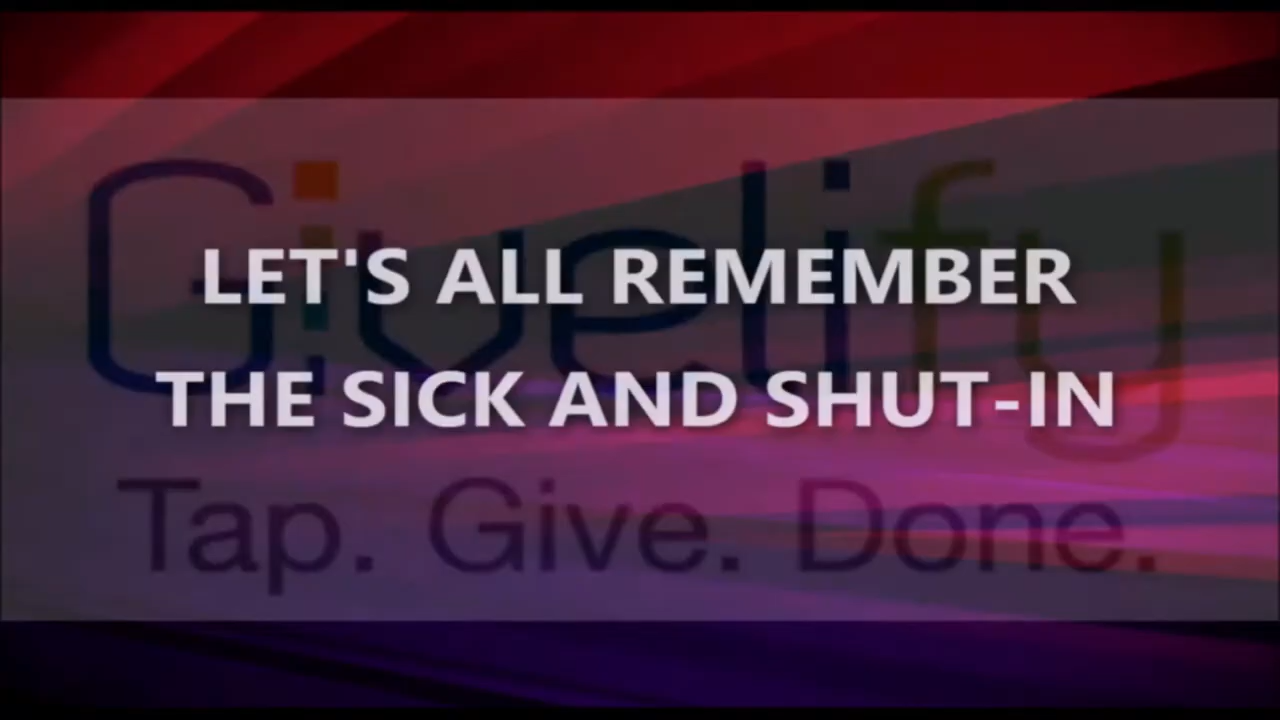 Givelify
LET'S ALL REMEMBER
THE SICK AND SHUT-IN
Tap. Give. Done.